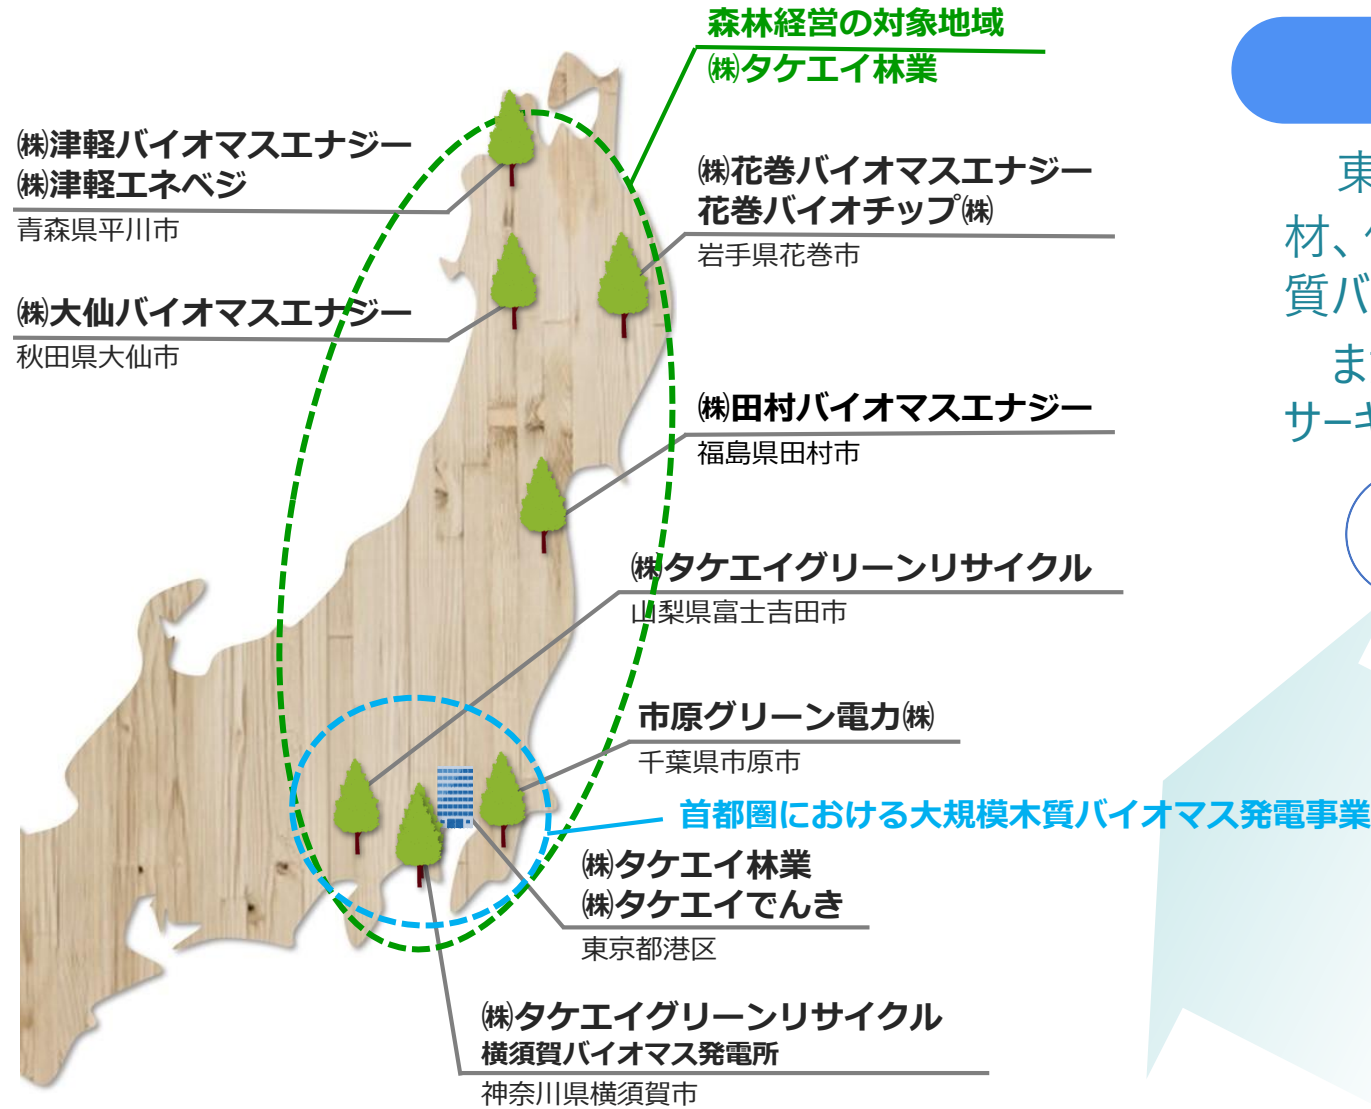 森林経営の対象地域
㈱タケエイ林業
㈱津軽バイオマスエナジー
㈱津軽エネベジ
青森県平川市
㈱花巻バイオマスエナジー
花巻バイオチップ㈱
岩手県花巻市
㈱大仙バイオマスエナジー
秋田県大仙市
㈱田村バイオマスエナジー
福島県田村市
㈱タケエイグリーンリサイクル
山梨県富士吉田市
市原グリーン電力㈱
千葉県市原市
首都圏における大規模木質バイオマス発電事業
㈱タケエイ林業
㈱タケエイでんき
東京都港区
㈱タケエイグリーンリサイクル
横須賀バイオマス発電所
神奈川県横須賀市
東
材、
質バ
ま
サーキ